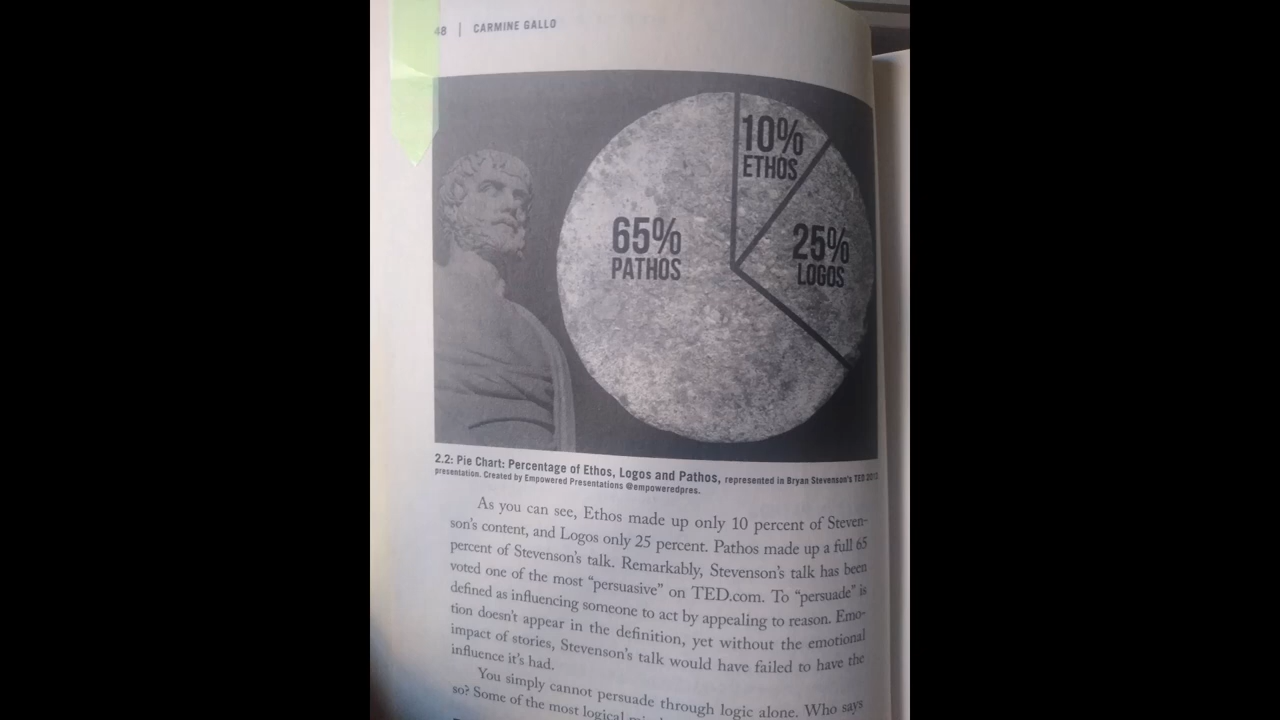 48 | CARMINE GALLO
10%
ETHOS
65%
PATHOS
25%
LOGOS
2.2: Pie Chart: Percentage of Ethos, Logos and Pathos, represented in Bryan Stevenson's TED
presentation. Created by Empowered Presentations @empoweredpres.
As you can see, Ethos made up only 10 percent of Steven-
son's content, and Logos only 25 percent. Pathos made up a full 65
percent of Stevenson's talk. Remarkably, Stevenson's talk has been
voted one of the most “persuasive” on TED.com. To “persuade” is
defined as influencing someone to act by appealing to reason. Emo-
tion doesn't appear in the definition, yet without the emotional
impact of stories, Stevenson's talk would have failed to have the
influence it's had.
You simply cannot persuade through logic alone. Who says
so? Some of the most logical